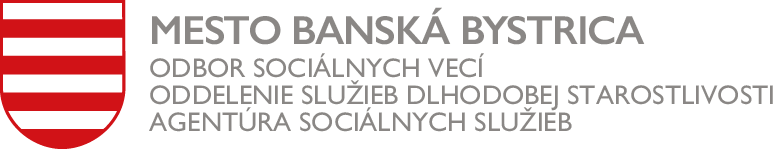 MESTO BANSKÁ BYSTRICA
ODBOR SOCIÁLNYCH VECÍ
ODDELENIE SLUŽIEB DLHODOBEJ STAROSTLIVOSTI
AGENTÚRA SOCIÁLNYCH SLUŽIEB